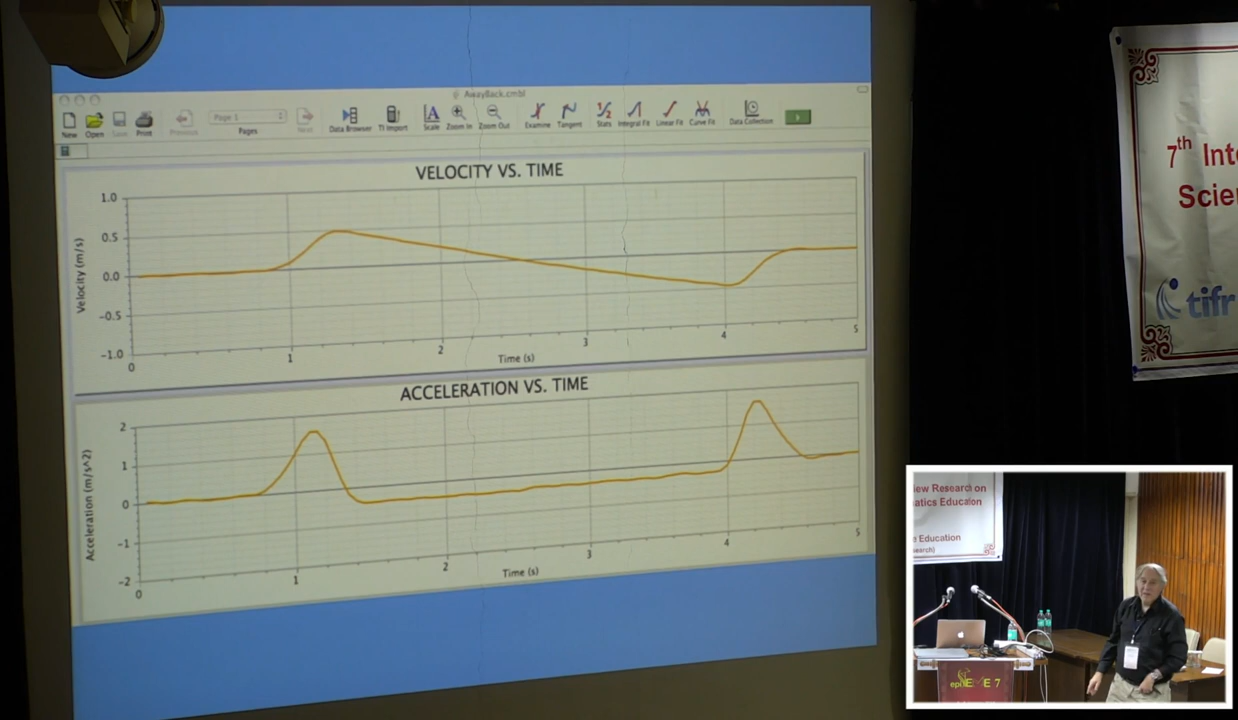 AwayBack.cmbl
Page 1
New Open Save Print Previous Pages Next Data Browser TI Import Scale Zoom In Zoom Out Examine Tangent Stats Integral Fit Linear Fit Curve Fit Data Collection
VELOCITY VS. TIME
Velocity (m/s)
1.0
0.5
0.0
-0.5
-1.0
0 1 2 3 4 5
Time (s)
ACCELERATION VS. TIME
Acceleration (m/s^2)
2
1
0
-1
-2
0 1 2 3 4 5
Time (s)
7th Inte
Scie
tifr
iew Research on
atics Education
e Education
search)
epiSTEME 7